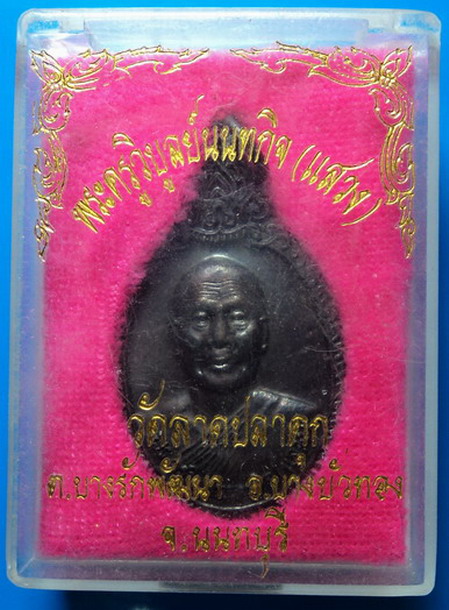 พระครูวิบูลย์นนทกิจ (แสวง)
วัดลาดปลาดุก
ต.บางรักพัฒนา อ.บางบัวทอง
จ.นนทบุรี